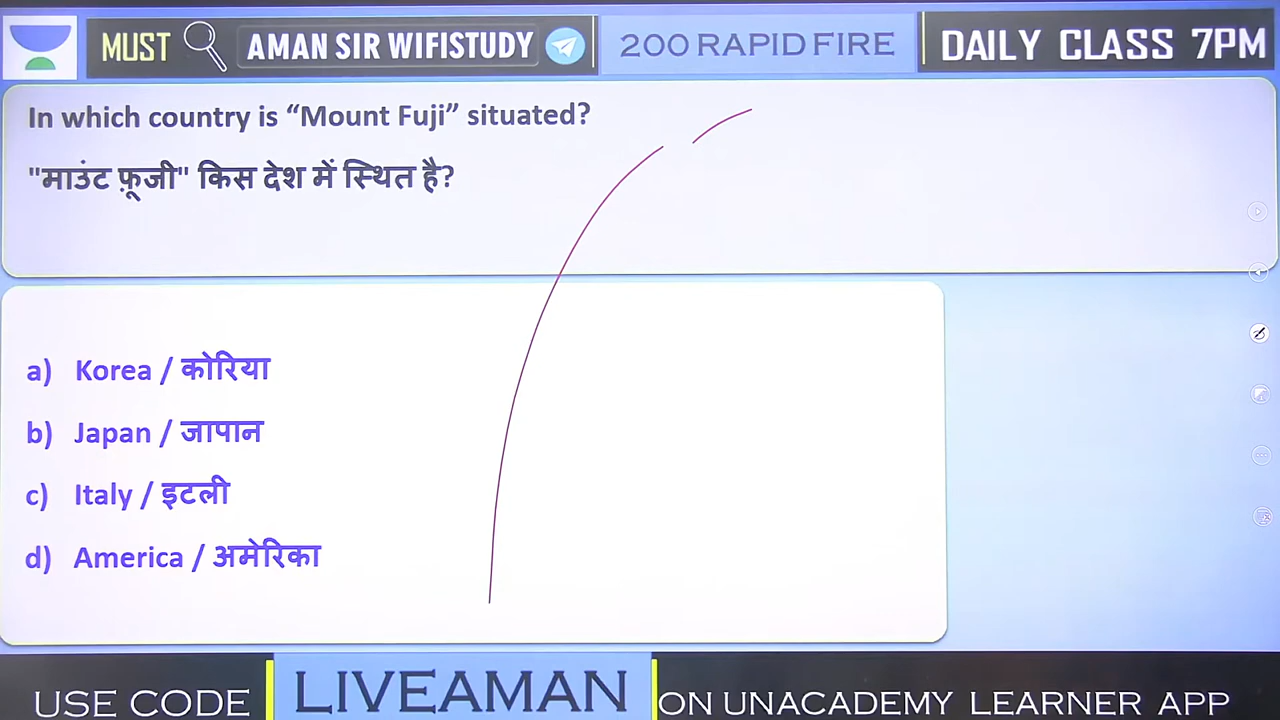 MUST AMAN SIR WIFISTUDY 200 RAPID FIRE DAILY CLASS 7PM
In which country is “Mount Fuji” situated?
"माउंट फ़ूजी" किस देश में स्थित है?
a) Korea / कोरिया
b) Japan / जापान
c) Italy / इटली
d) America / अमेरिका
USE CODE LIVEAMAN ON UNACADEMY LEARNER APP